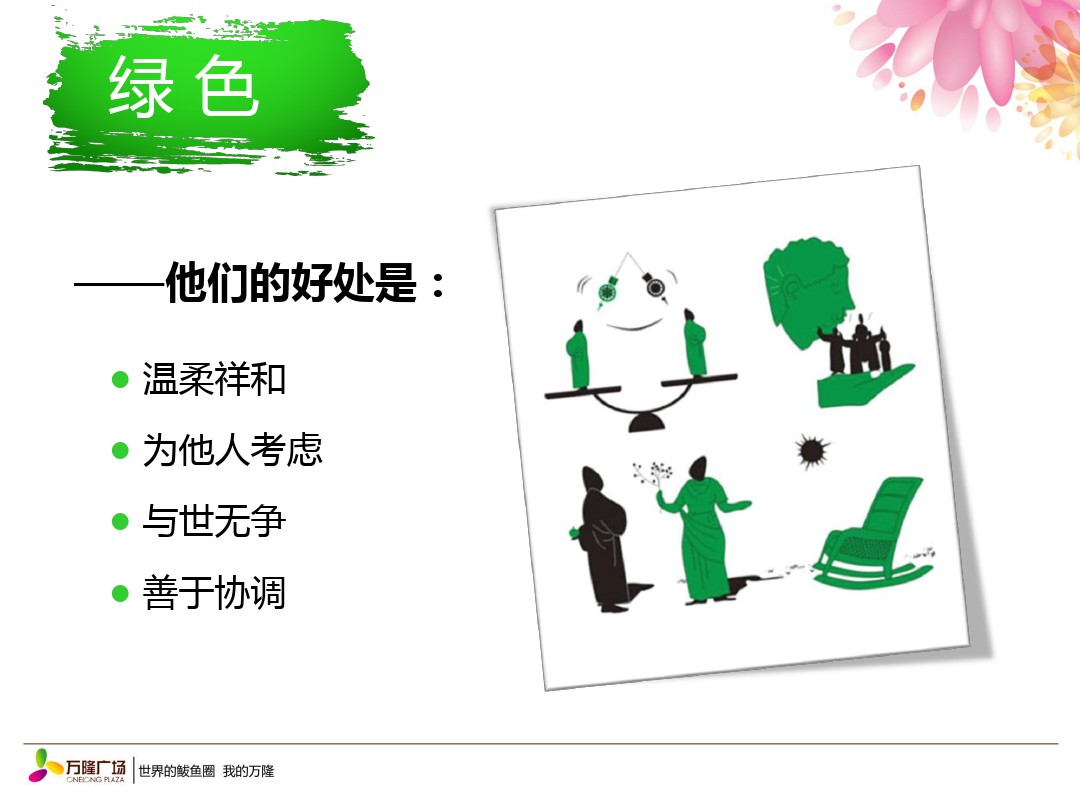 绿色
——他们的好处是：
温柔祥和
为他人考虑
与世无争
善于协调
万隆广场
ONELONG PLAZA
世界的鲅鱼圈 我的万隆